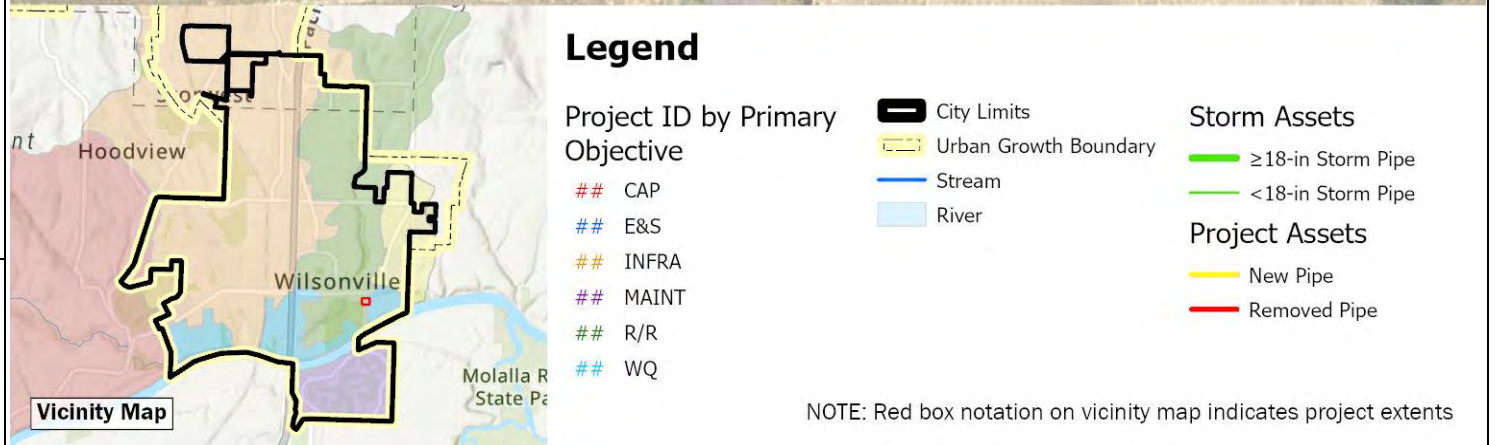 Hoodview
Wilsonville
Molalla R
State Pa
nt
Vicinity Map
Legend
Project ID by Primary
Objective
## CAP
## E&S
## INFRA
## MAINT
## R/R
## WQ
City Limits
Urban Growth Boundary
Stream
River
Storm Assets
≥18-in Storm Pipe
<18-in Storm Pipe
Project Assets
New Pipe
Removed Pipe
NOTE: Red box notation on vicinity map indicates project extents